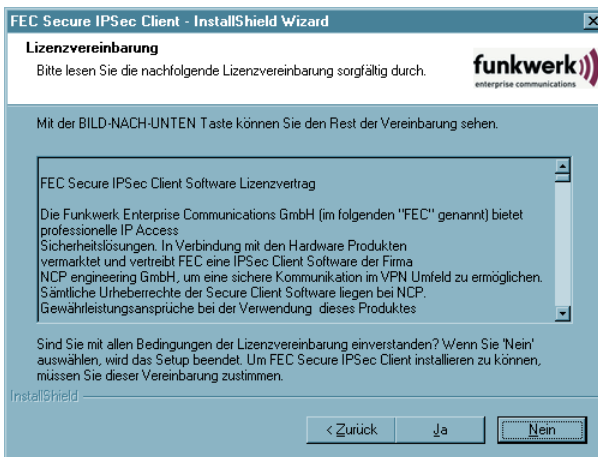 FEC Secure IPSec Client - InstallShield Wizard
Lizenzvereinbarung
Bitte lesen Sie die nachfolgende Lizenzvereinbarung sorgfältig durch.
funkwerk
enterprise communications
Mit der BILD-NACH-UNTEN Taste können Sie den Rest der Vereinbarung sehen.
FEC Secure IPSec Client Software Lizenzvertrag
Die Funkwerk Enterprise Communications GmbH (im folgenden "FEC" genannt) bietet
professionelle IP Access
Sicherheitslösungen. In Verbindung mit den Hardware Produkten
vermarktet und vertreibt FEC eine IPSec Client Software der Firma
NCP engineering GmbH, um eine sichere Kommunikation im VPN Umfeld zu ermöglichen.
Sämtliche Urheberrechte der Secure Client Software liegen bei NCP.
Gewährleistungsansprüche bei der Verwendung dieses Produktes
Sind Sie mit allen Bedingungen der Lizenzvereinbarung einverstanden? Wenn Sie 'Nein'
auswählen, wird das Setup beendet. Um FEC Secure IPSec Client installieren zu können,
müssen Sie dieser Vereinbarung zustimmen.
InstallShield
< Zurück
Ja
Nein